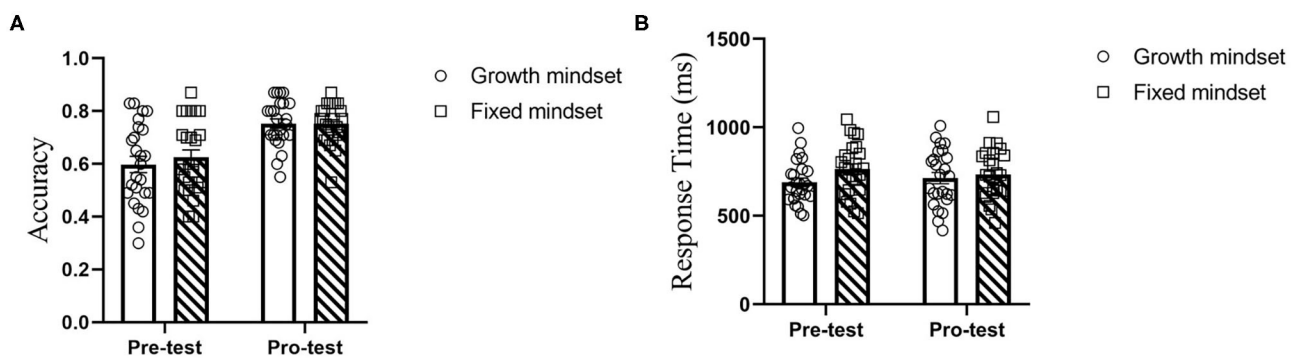 A
Accuracy
1.0
0.8
0.6
0.4
0.2
0.0
Pre-test
Pro-test
Growth mindset
Fixed mindset
B
Response Time (ms)
1500
1000
500
0
Pre-test
Pro-test
Growth mindset
Fixed mindset